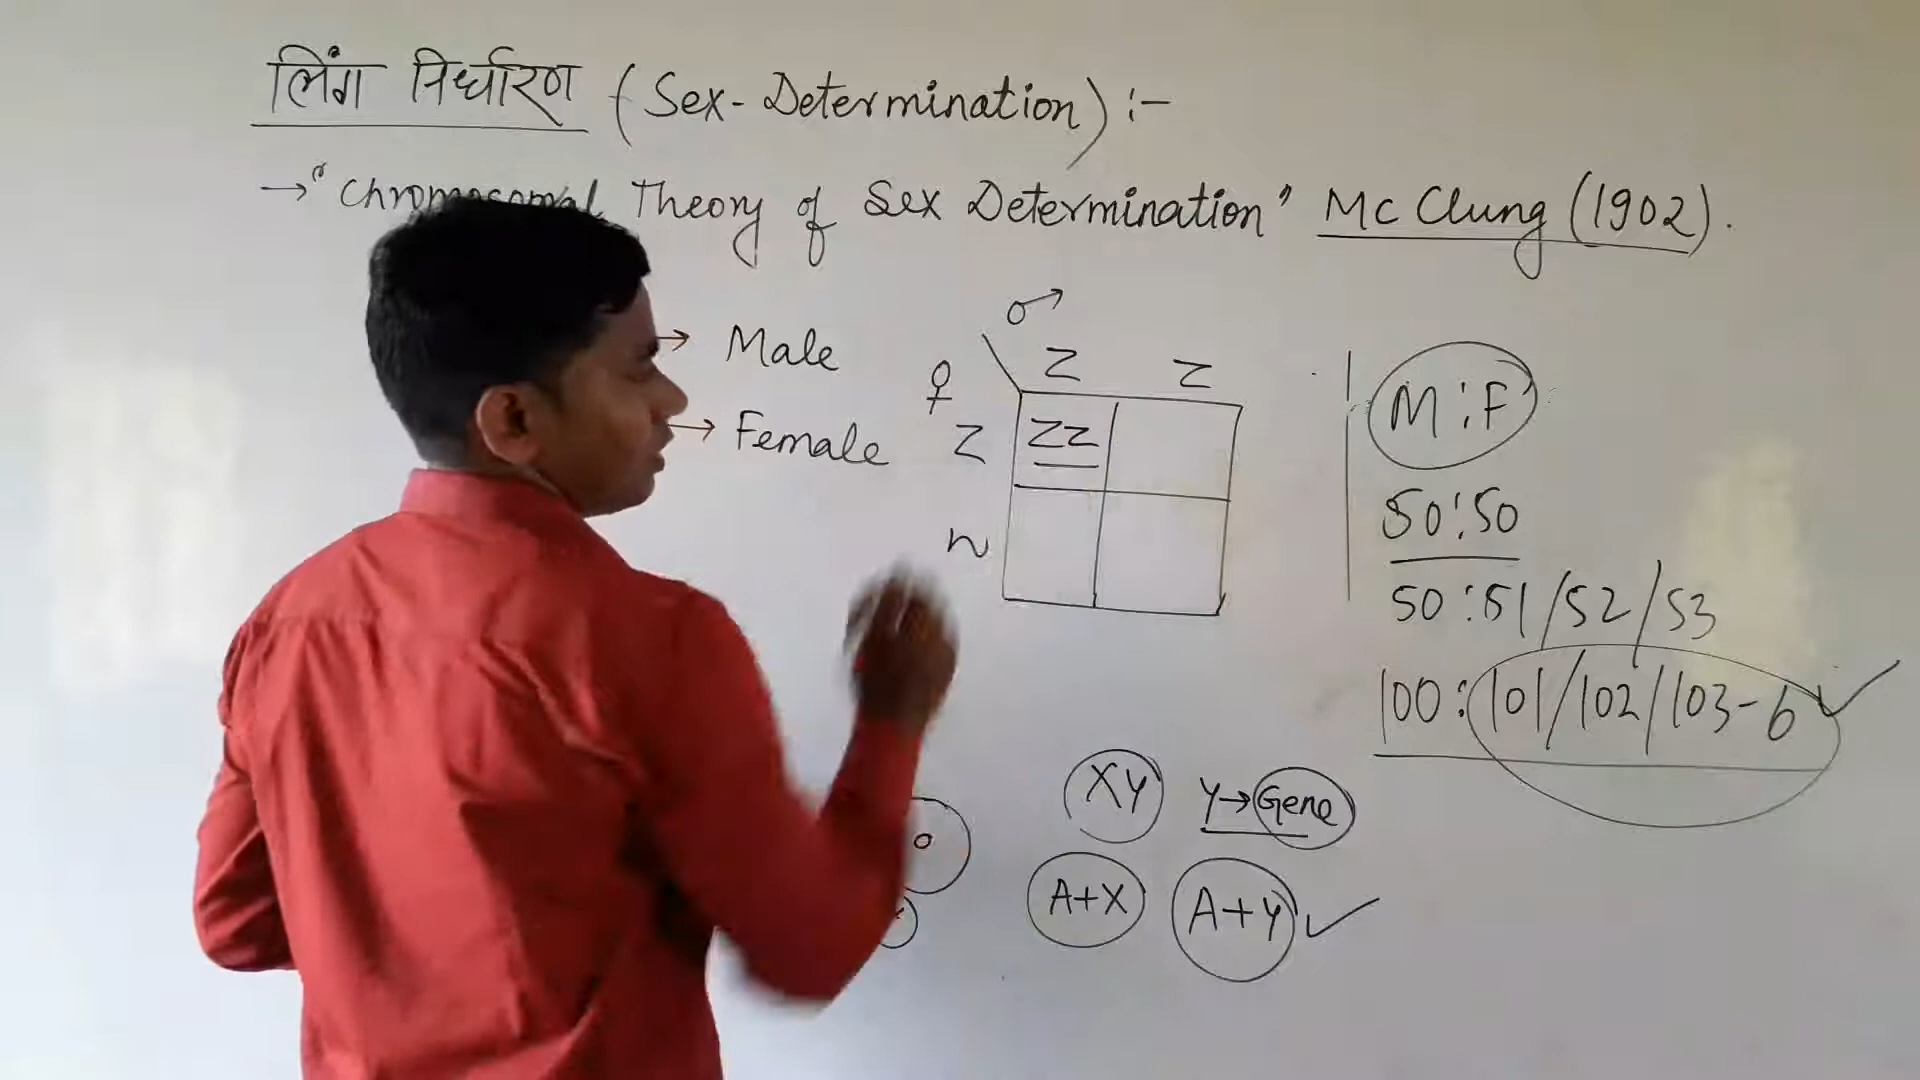 लिंग निर्धारण (Sex-Determination) :-
→ "Chromosomal Theory of Sex Determination" Mc Clung (1902).
→ Male
→ Female
♂
♀
Z Z
Z ZZ
M:F
50:50
50:51/52/53
100:101/102/103-6 ✓
XY Y→Gene
A+X A+Y ✓